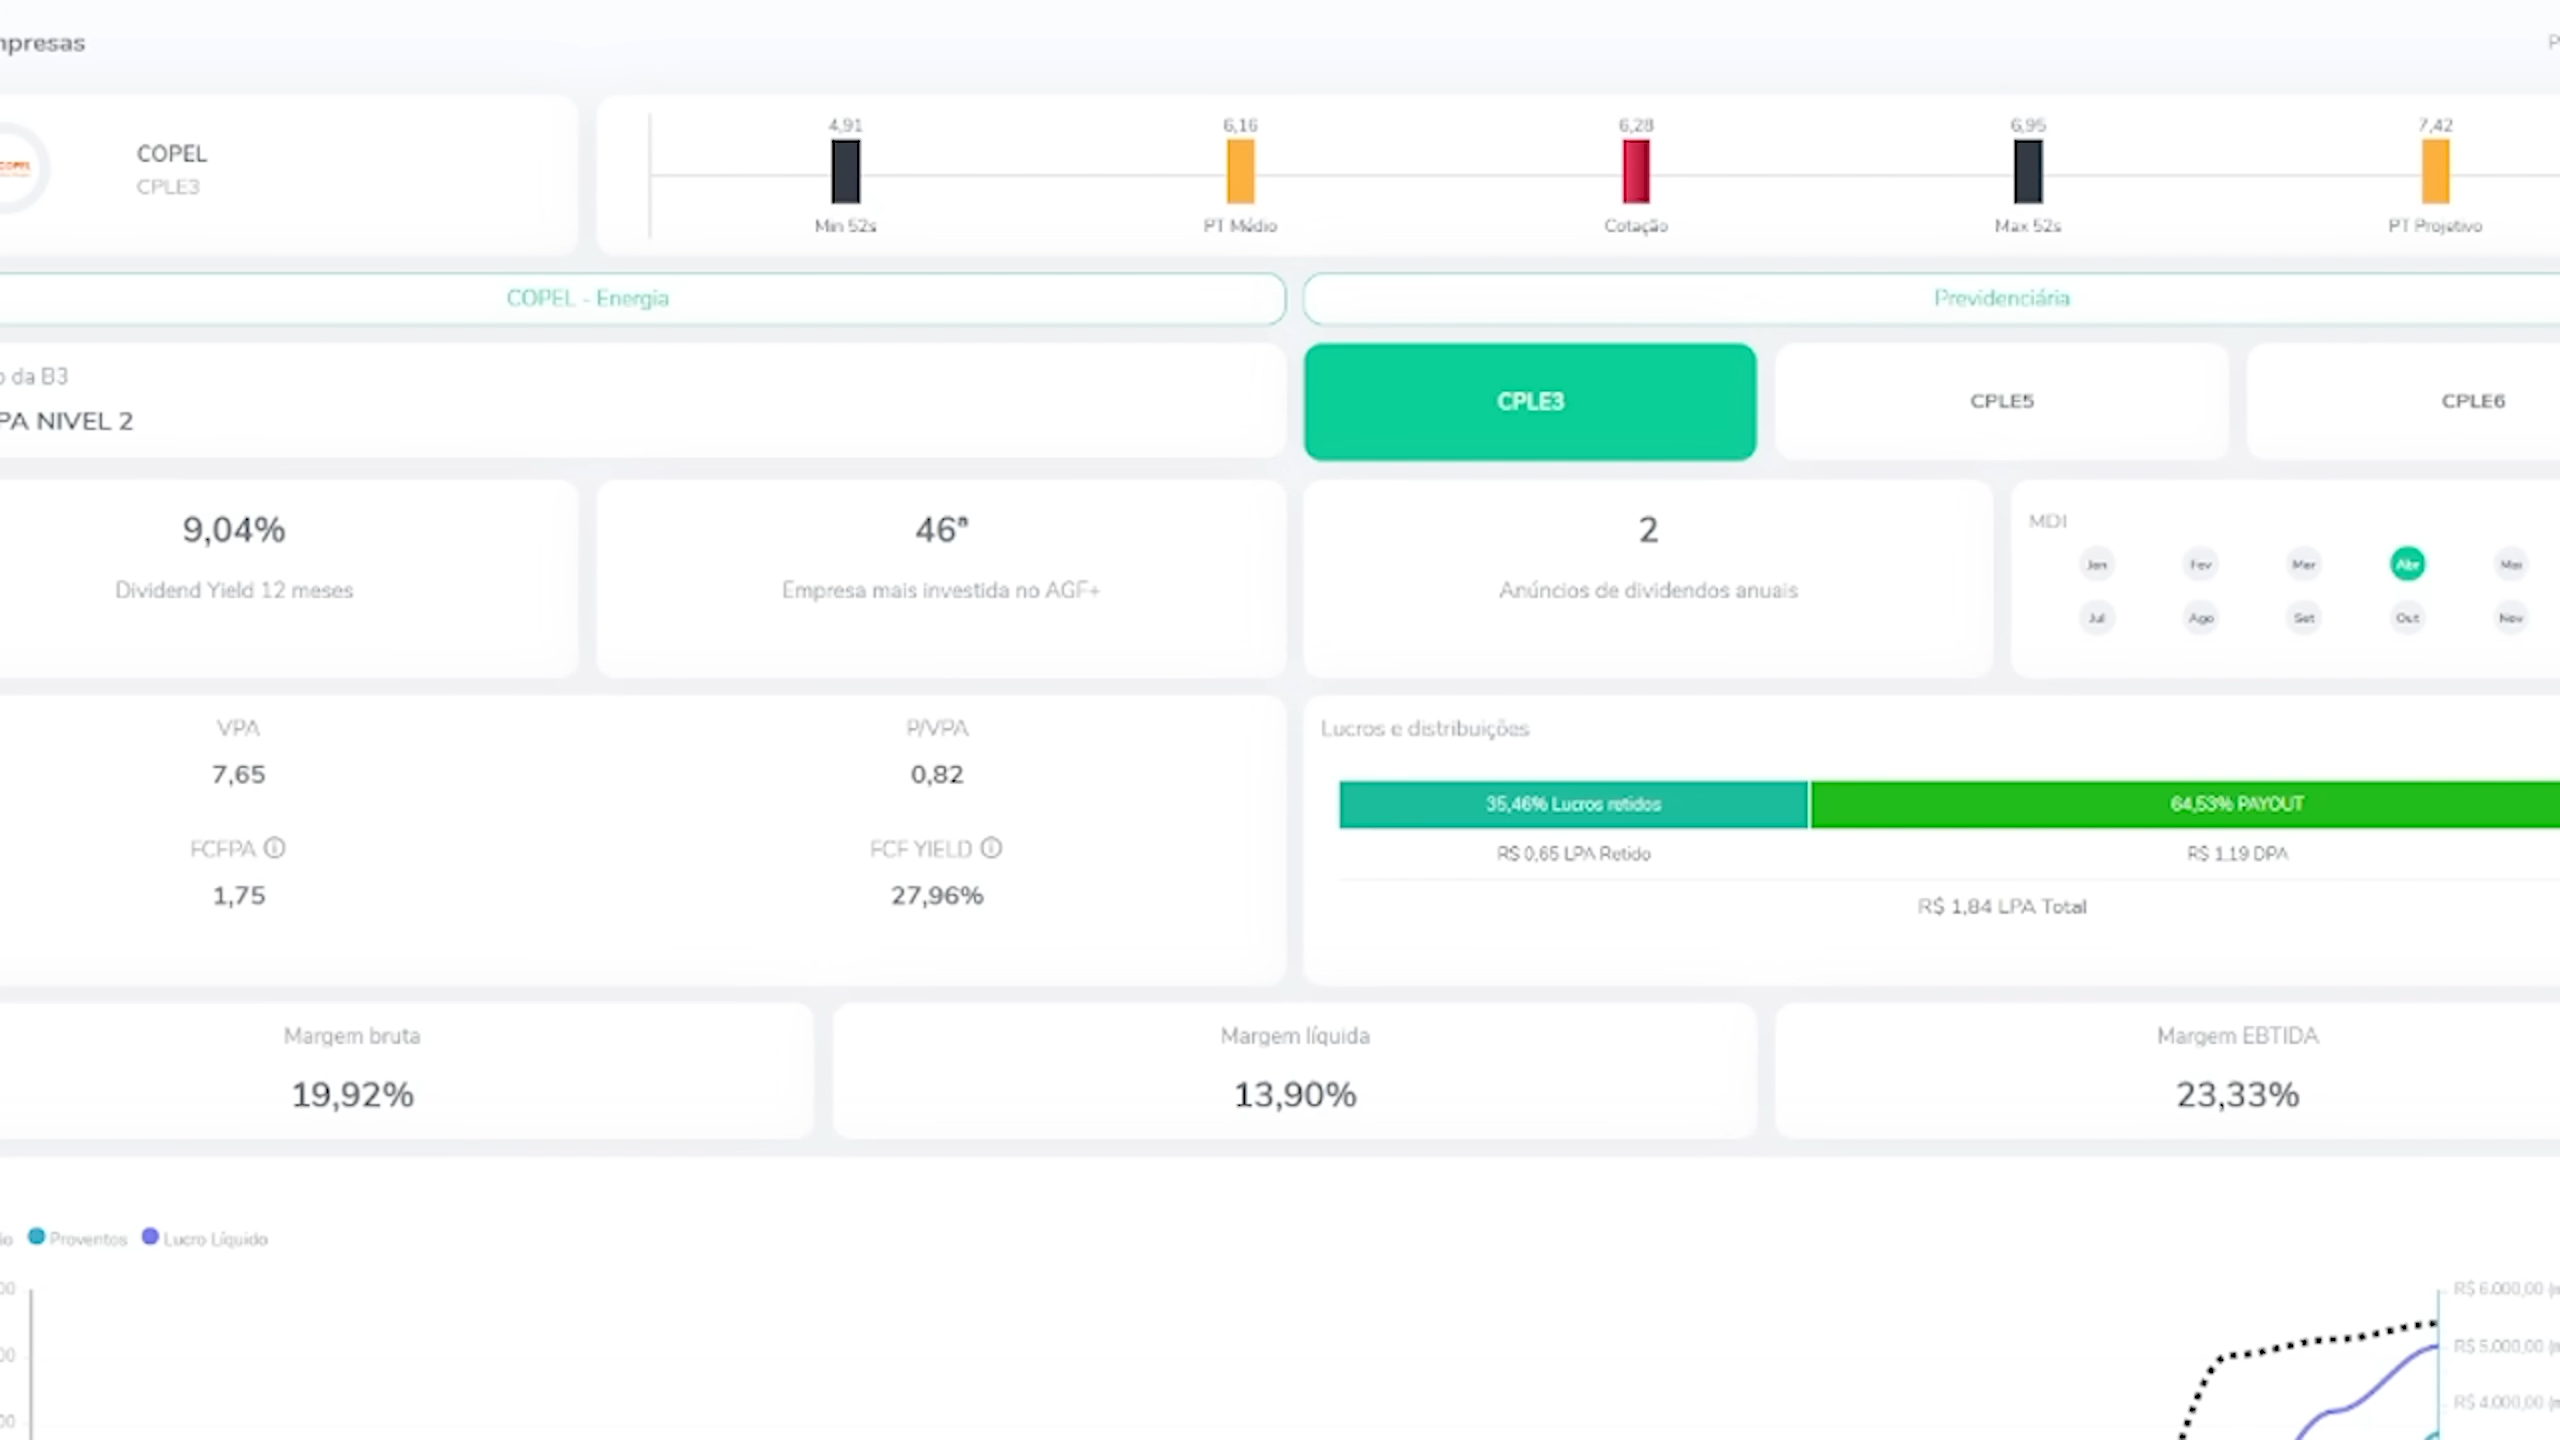 mpresas
P
COPEL
COPEL
CPLE3
4,91
6,16
6,28
6,95
7,42
Min 52s
PT Médio
Cotação
Max 52s
PT Projetivo
COPEL - Energia
Previdenciária
o da B3
PA NIVEL 2
CPLE3
CPLE5
CPLE6
9,04%
Dividend Yield 12 meses
46ª
Empresa mais investida no AGF+
2
Anúncios de dividendos anuais
MDI
Jan Fev Mar Abr Mai
Jul Ago Set Out Nov
VPA
7,65
P/VPA
0,82
FCFPA
1,75
FCF YIELD
27,96%
Lucros e distribuições
35,46% Lucros retidos
64,53% PAYOUT
R$ 0,65 LPA Retido
R$ 1,19 DPA
R$ 1,84 LPA Total
Margem bruta
19,92%
Margem líquida
13,90%
Margem EBTIDA
23,33%
Proventos
Lucro Líquido
00
00
00
R$ 6.000,00
R$ 5.000,00
R$ 4.000,00